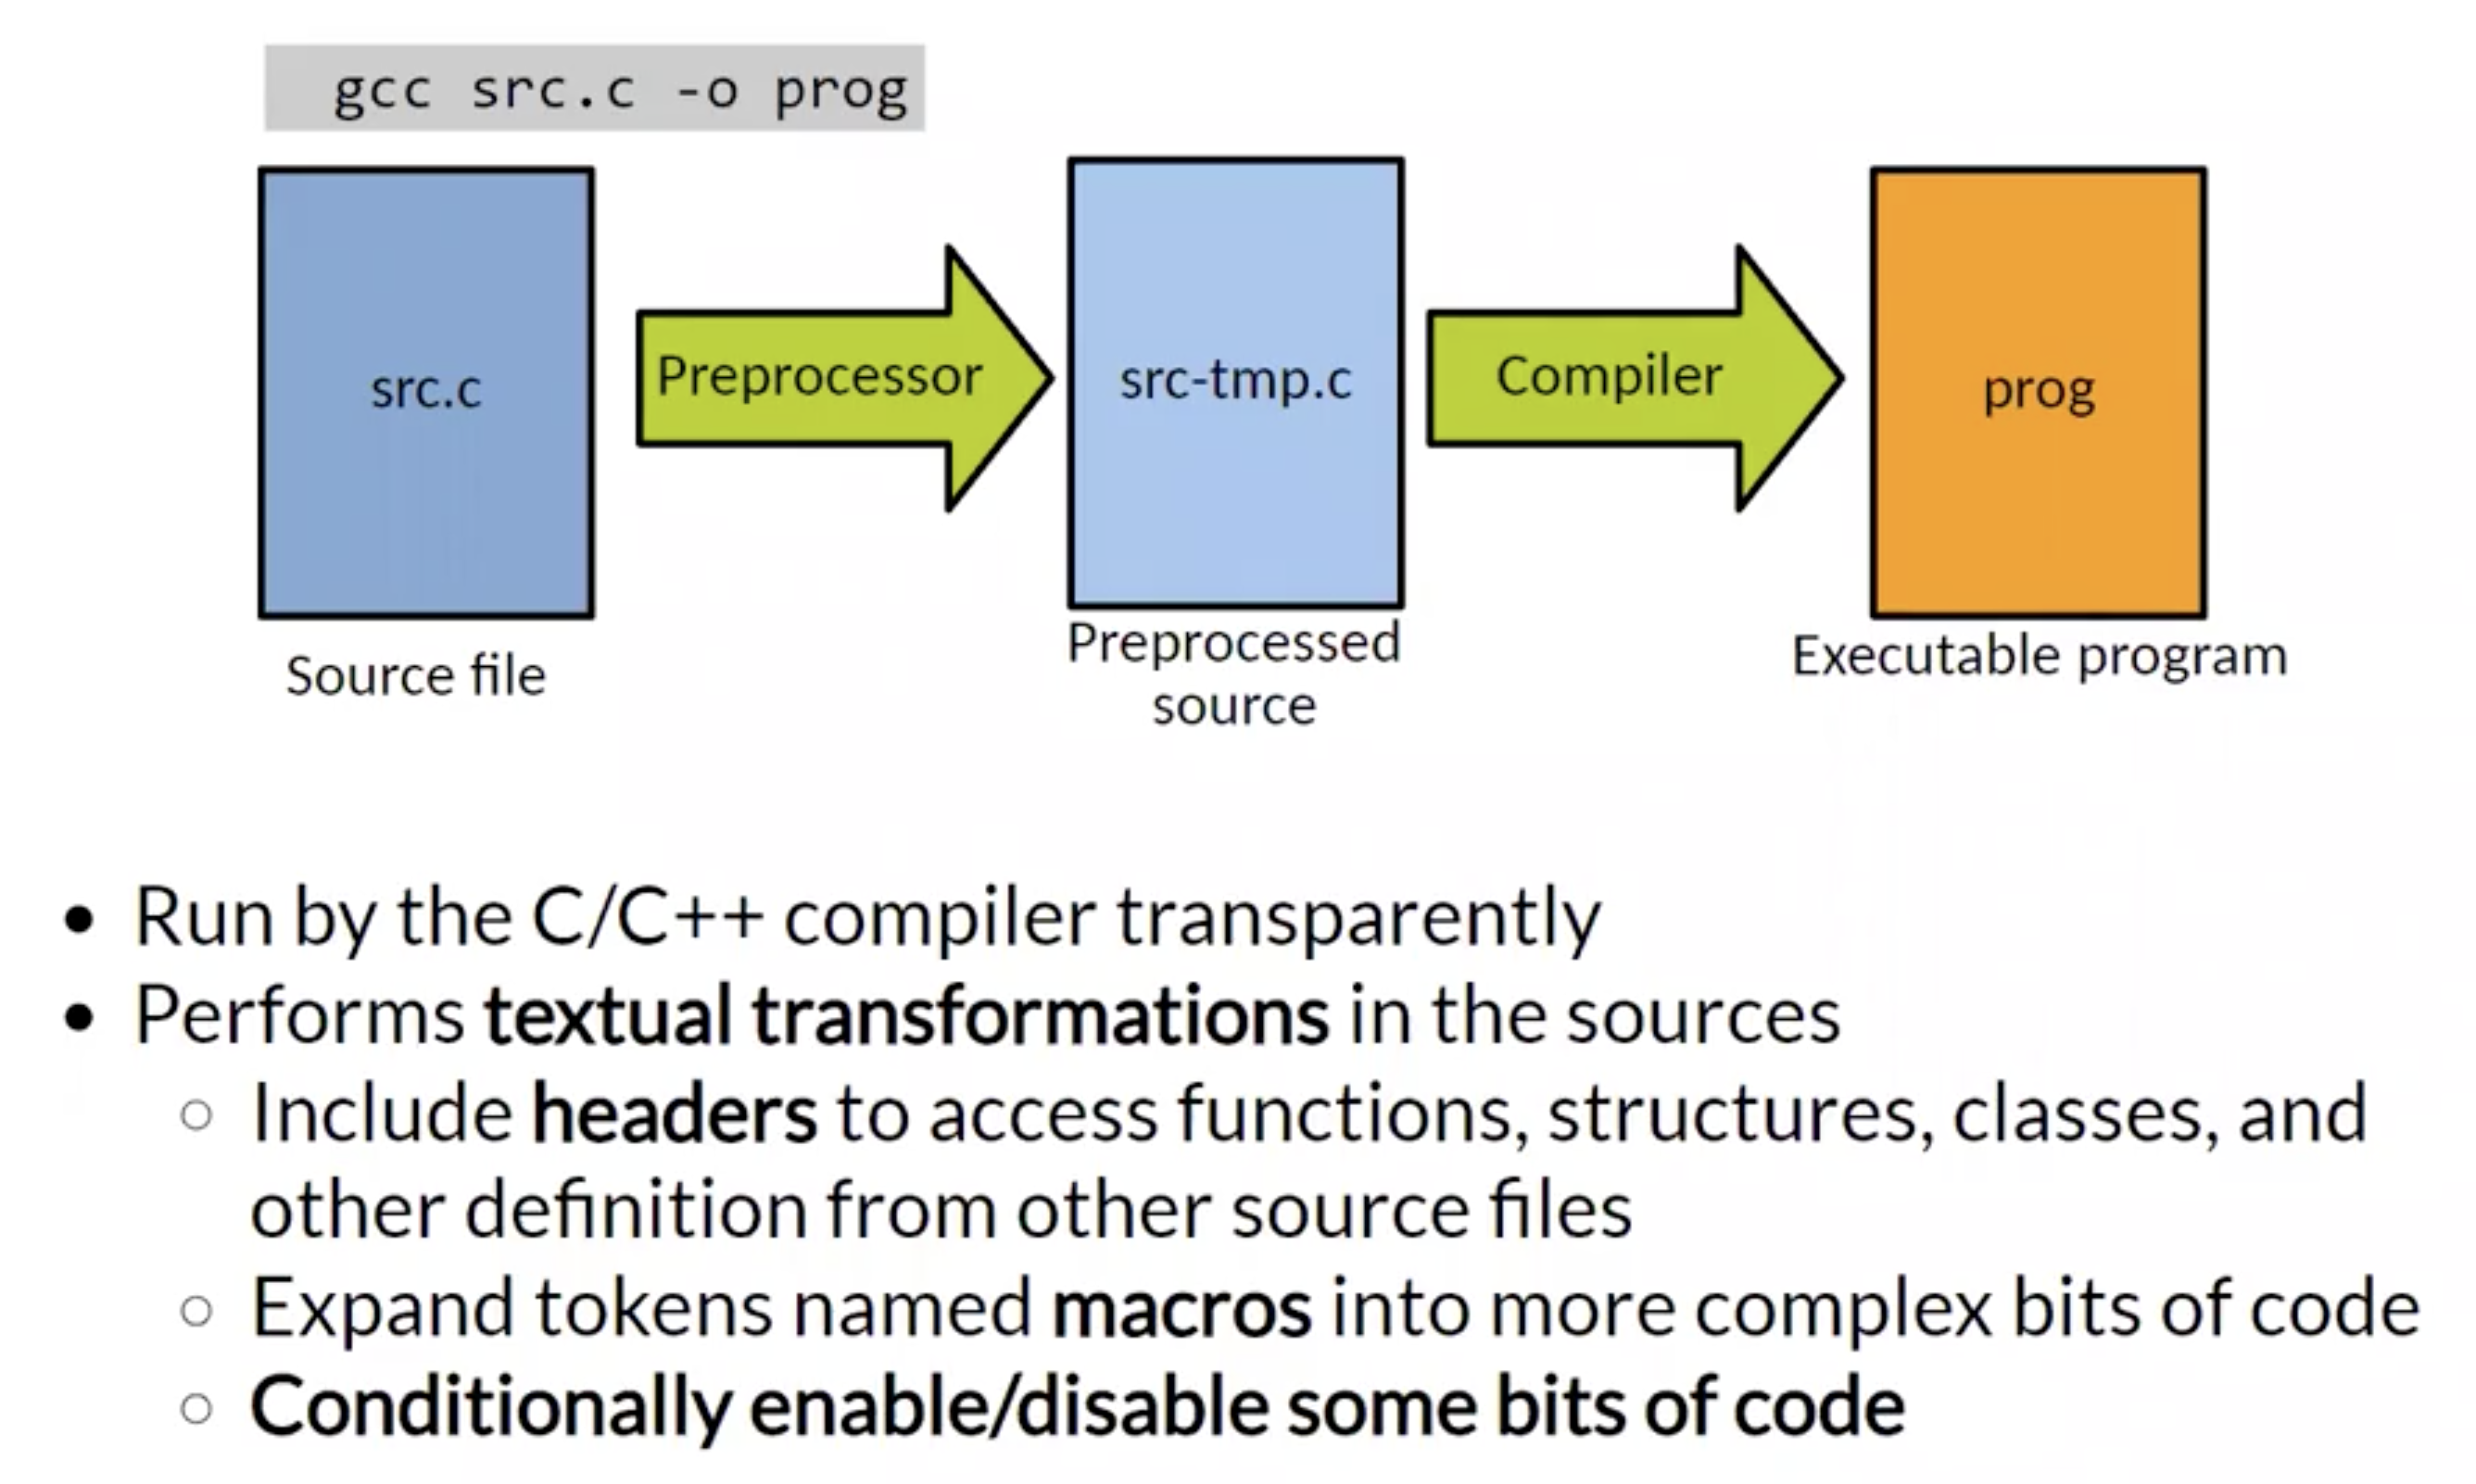 gcc src.c -o prog
src.c
Preprocessor
src-tmp.c
Compiler
prog
Source file
Preprocessed
source
Executable program
• Run by the C/C++ compiler transparently
• Performs textual transformations in the sources
○ Include headers to access functions, structures, classes, and
other definition from other source files
○ Expand tokens named macros into more complex bits of code
○ Conditionally enable/disable some bits of code